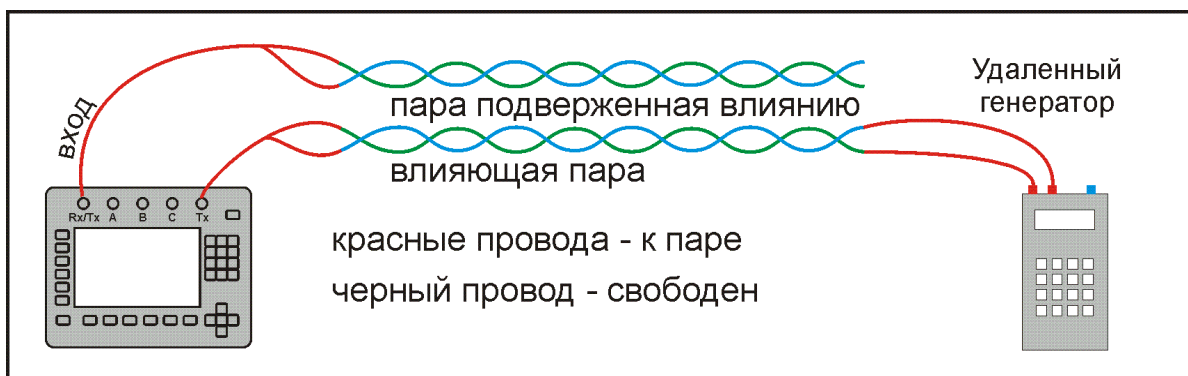 вход
пара подверженная влиянию
влияющая пара
Удаленный
генератор
Rx/Tx A B C Tx
красные провода - к паре
черный провод - свободен